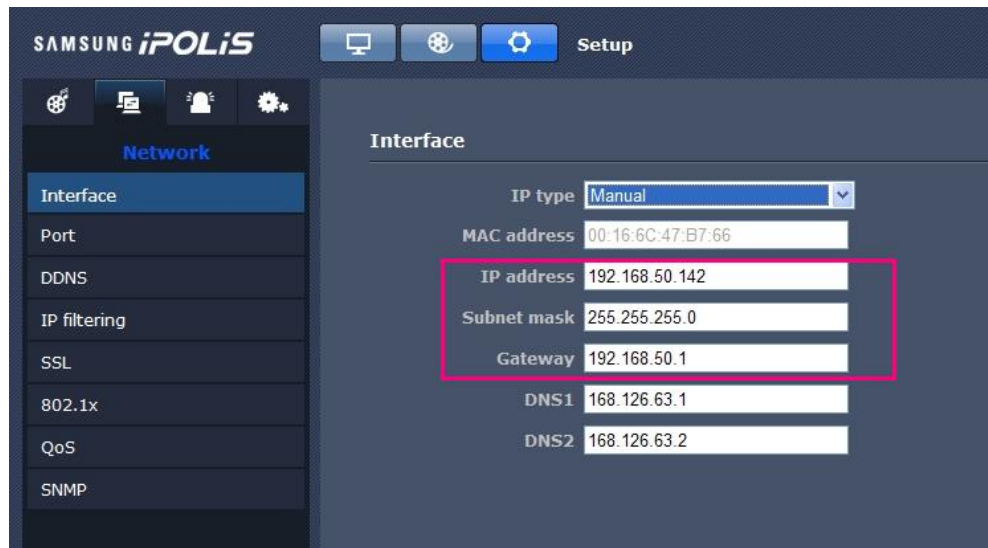 SAMSUNG iPOLiS
Setup
Network
Interface
Port
DDNS
IP filtering
SSL
802.1x
QoS
SNMP
Interface
IP type Manual
MAC address 00:16:6C:47:B7:66
IP address 192.168.50.142
Subnet mask 255.255.255.0
Gateway 192.168.50.1
DNS1 168.126.63.1
DNS2 168.126.63.2